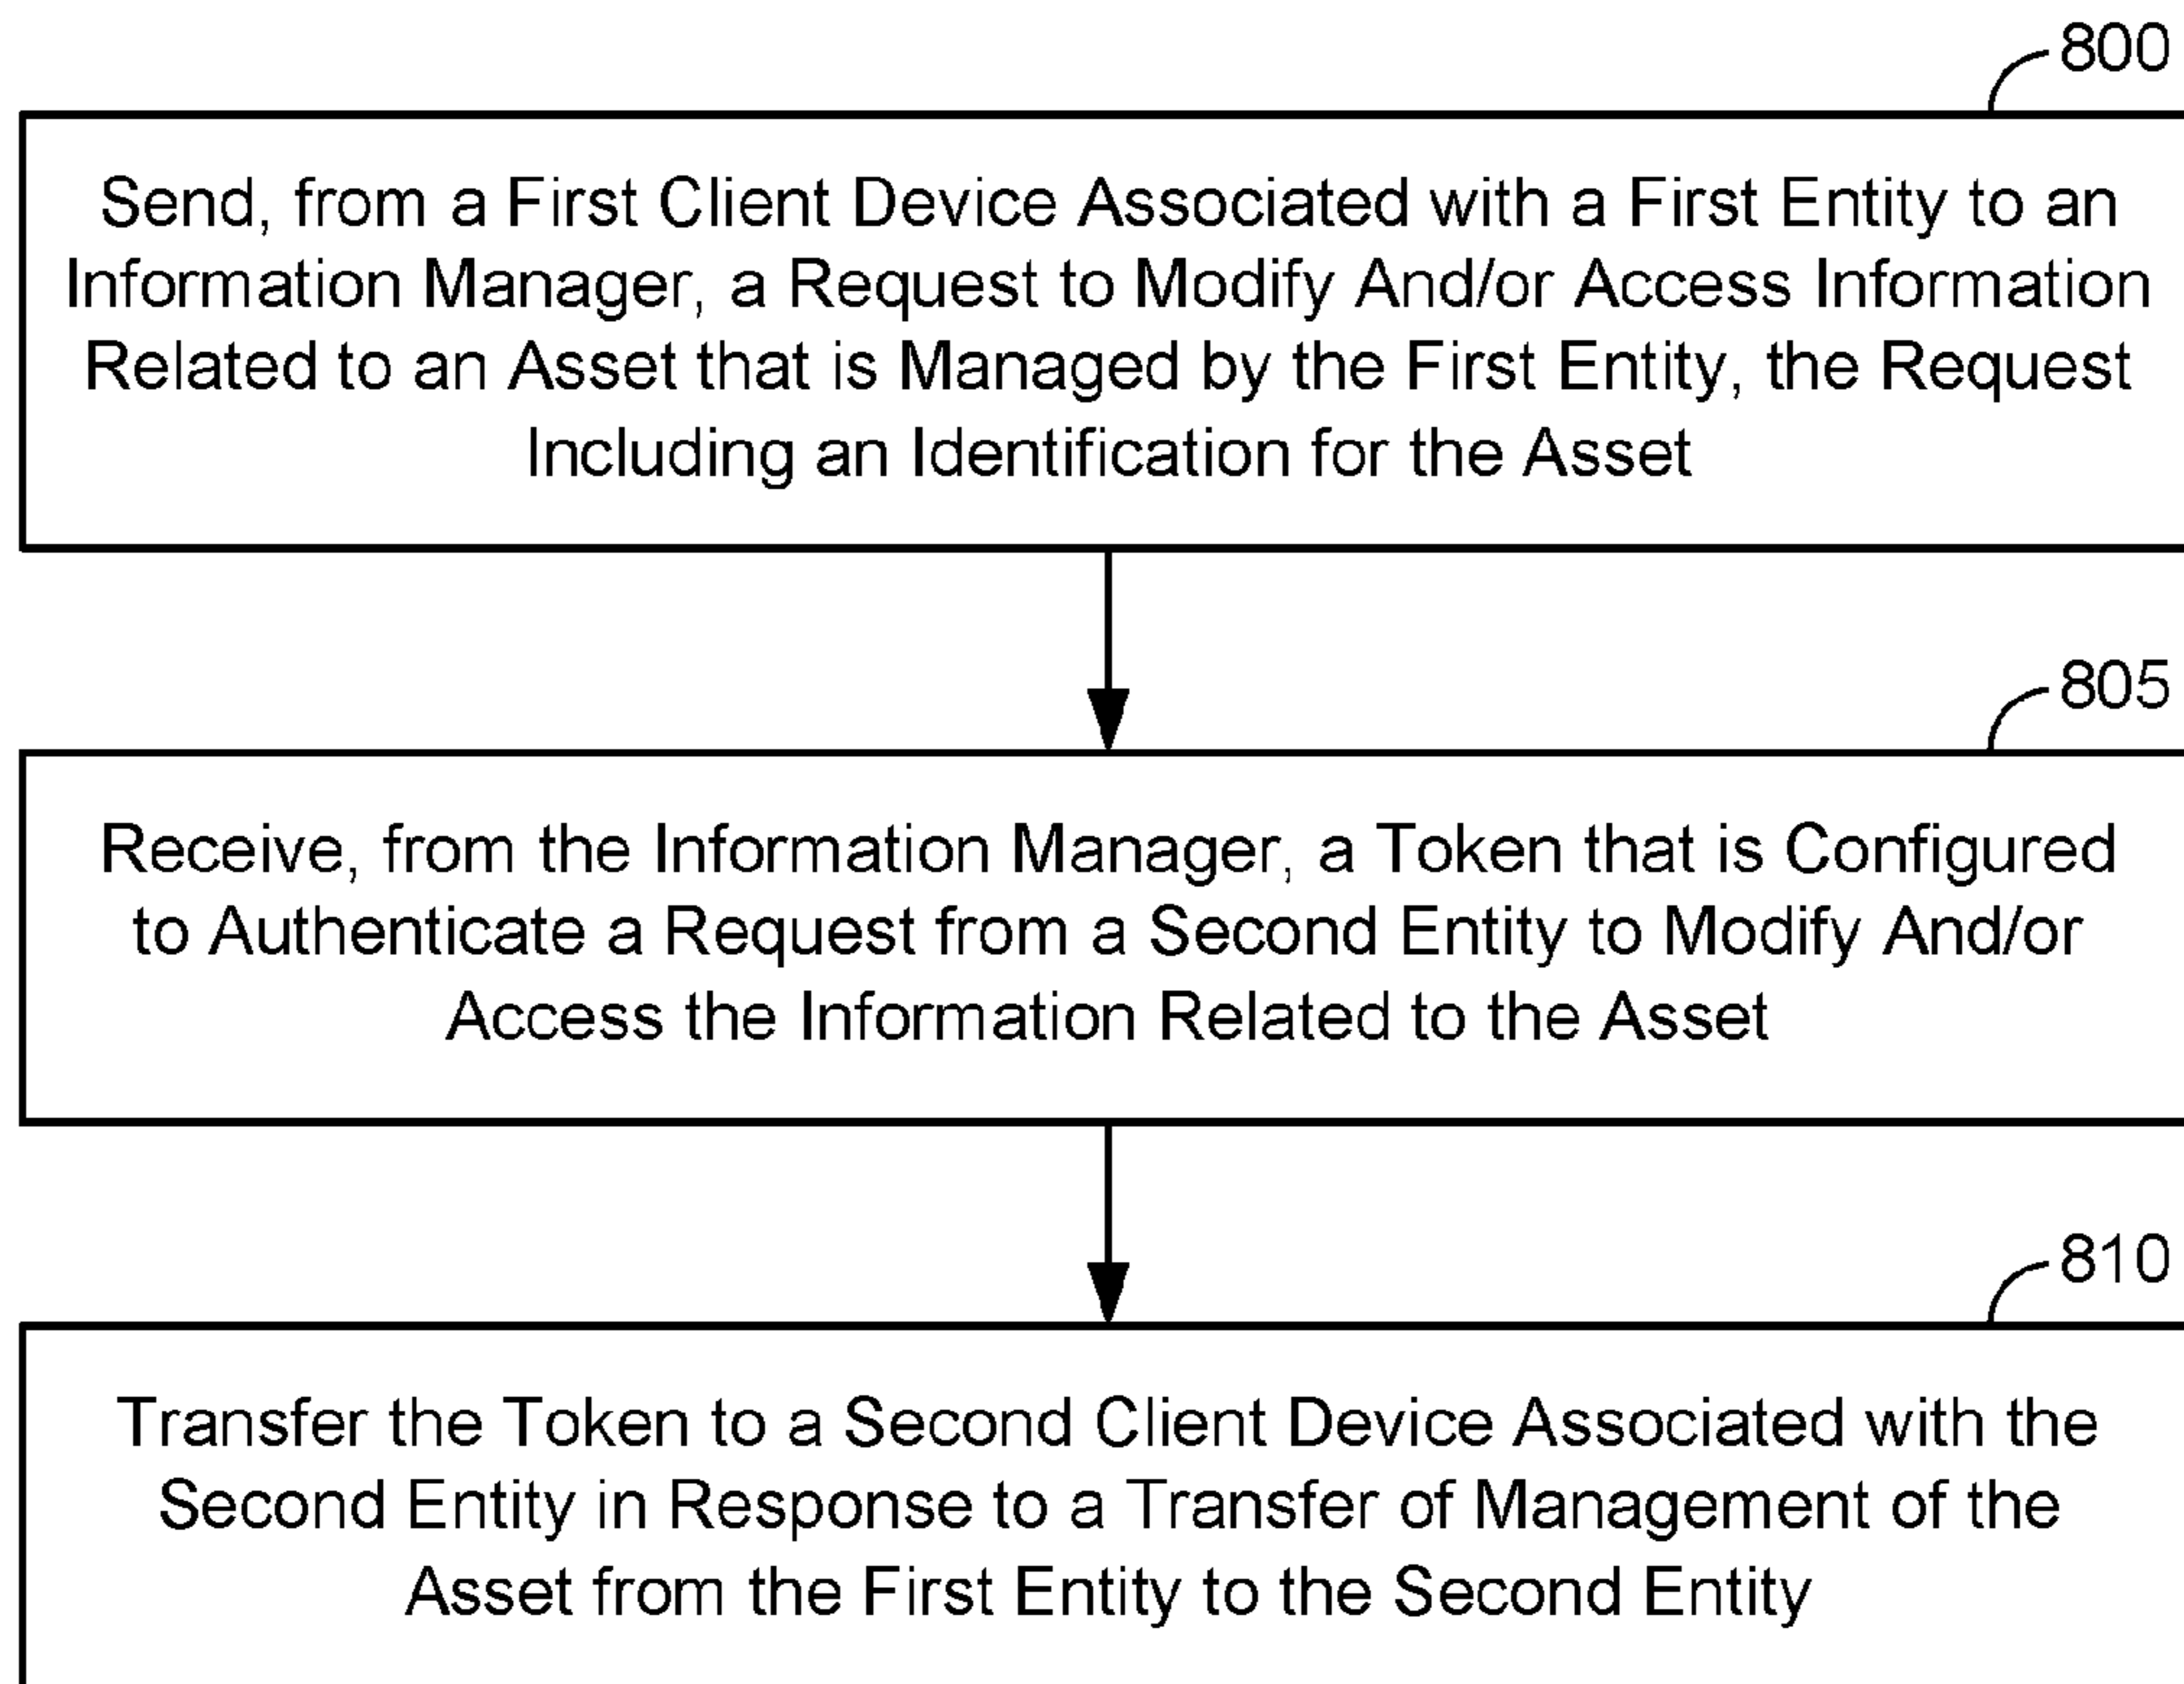 800
Send, from a First Client Device Associated with a First Entity to an
Information Manager, a Request to Modify And/or Access Information
Related to an Asset that is Managed by the First Entity, the Request
Including an Identification for the Asset
805
Receive, from the Information Manager, a Token that is Configured
to Authenticate a Request from a Second Entity to Modify And/or
Access the Information Related to the Asset
810
Transfer the Token to a Second Client Device Associated with the
Second Entity in Response to a Transfer of Management of the
Asset from the First Entity to the Second Entity